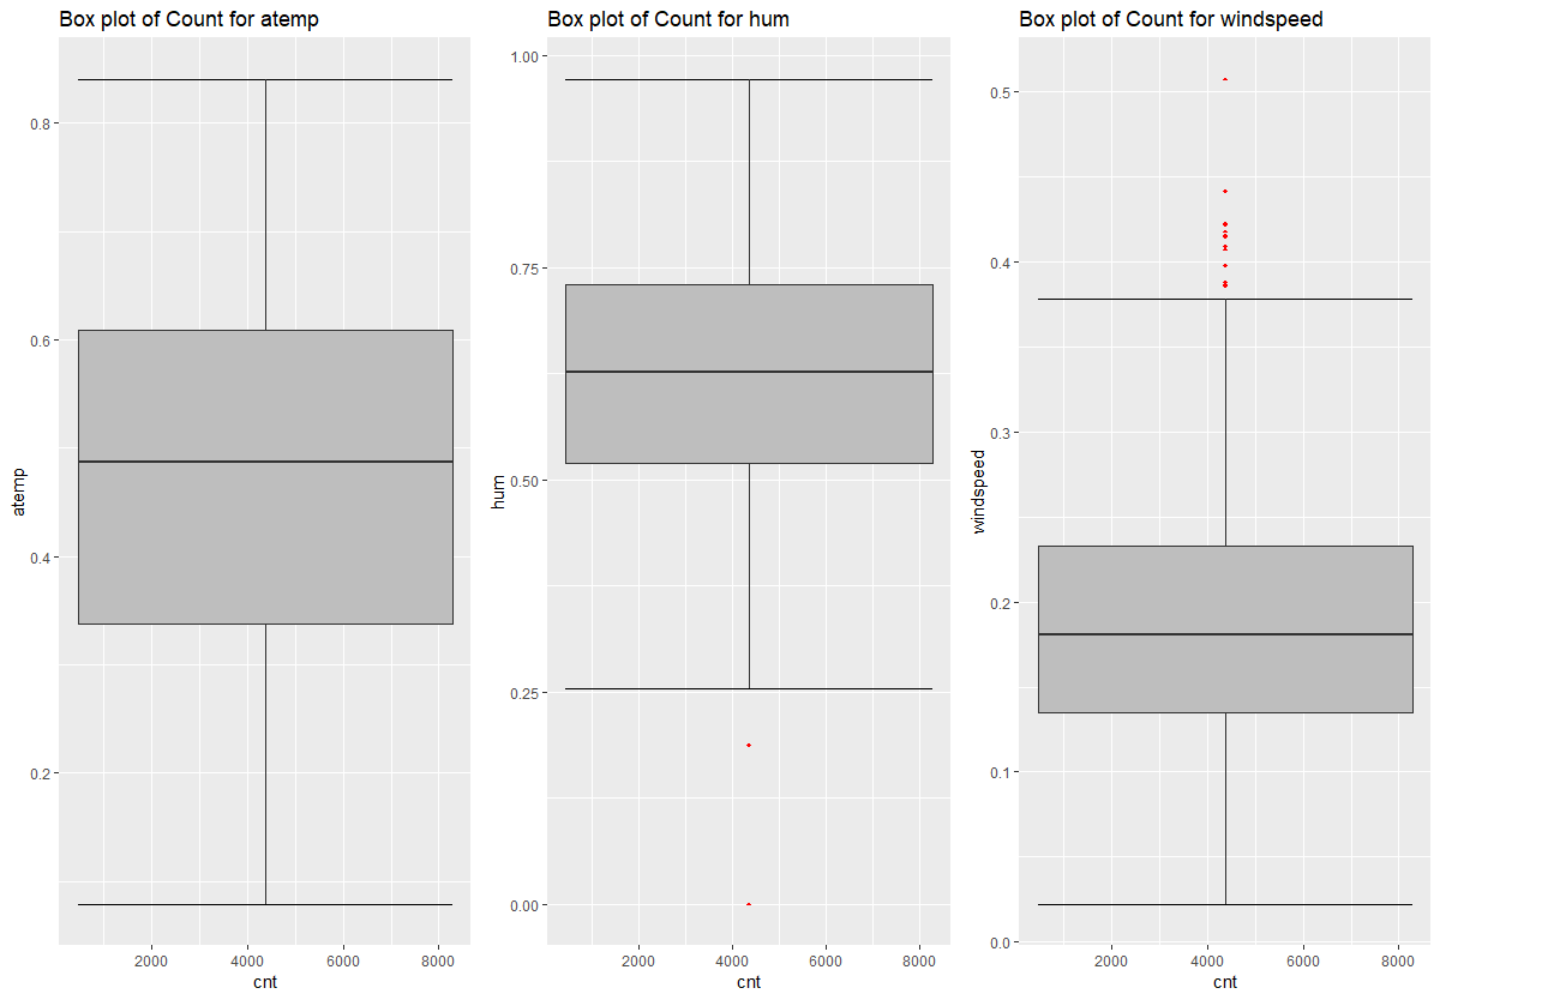 Box plot of Count for atemp
0.8
0.6
0.4
0.2
atemp
2000 4000 6000 8000
cnt
Box plot of Count for hum
1.00
0.75
0.50
0.25
0.00
hum
2000 4000 6000 8000
cnt
Box plot of Count for windspeed
0.5
0.4
0.3
0.2
0.1
0.0
windspeed
2000 4000 6000 8000
cnt